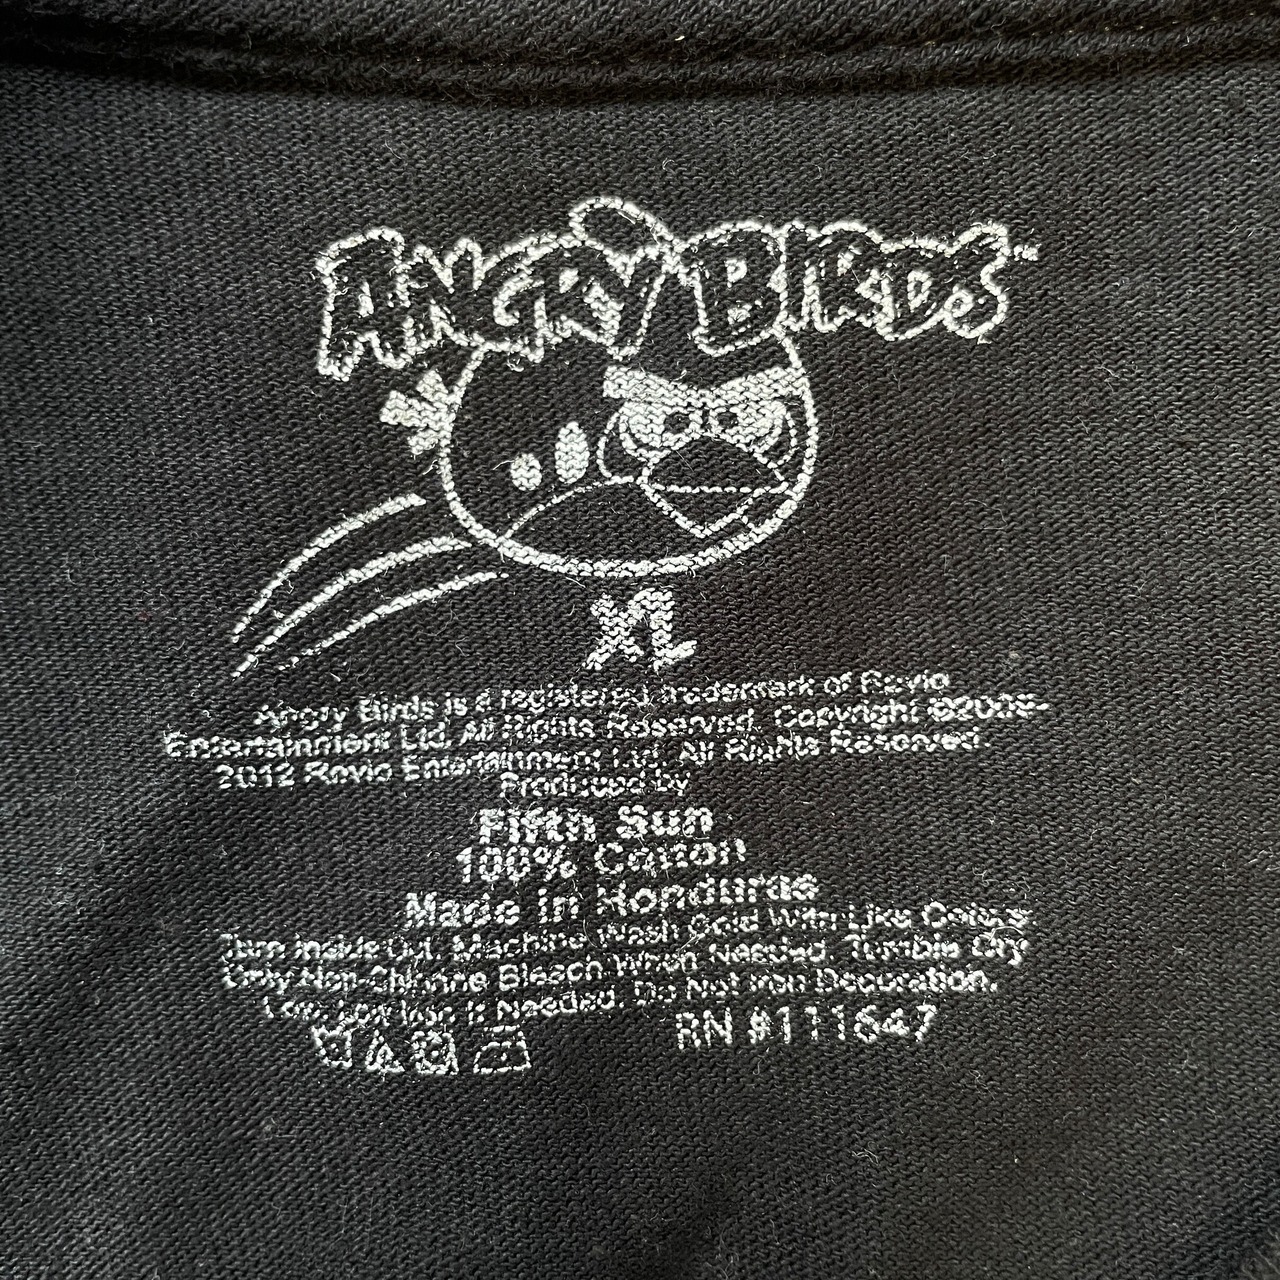 ANGRY BIRDS™
XL
Angry Birds is a registered trademark of Rovio
Entertainment Ltd. All Rights Reserved. Copyright ©2009-
2012 Rovio Entertainment Ltd. All Rights Reserved.
Produced by
Fifth Sun
100% Cotton
Made in Honduras
Turn Inside Out. Machine Wash Cold With Like Colors.
Only Non-Chlorine Bleach When Needed. Tumble Dry
Low. Iron If Needed. Do Not Iron Decoration.
RN #111647